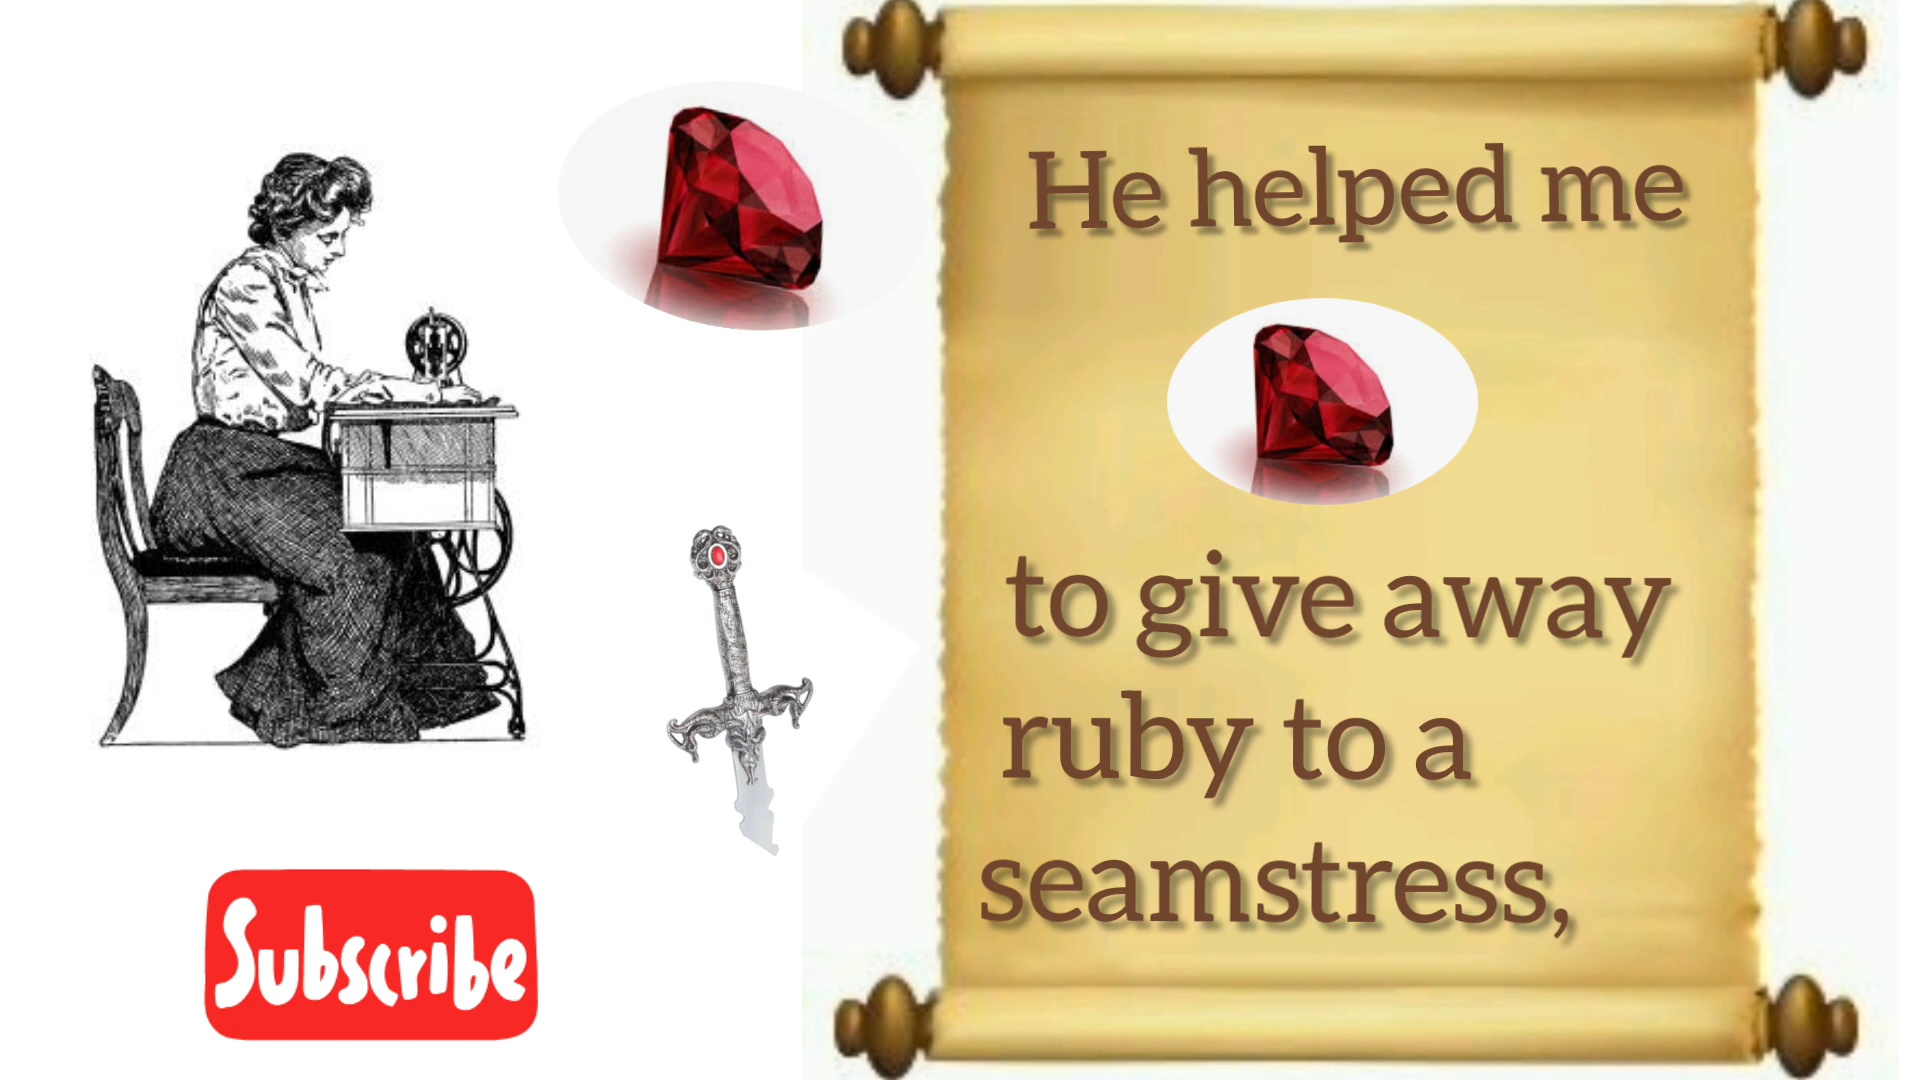 He helped me
to give away
ruby to a
seamstress,
Subscribe